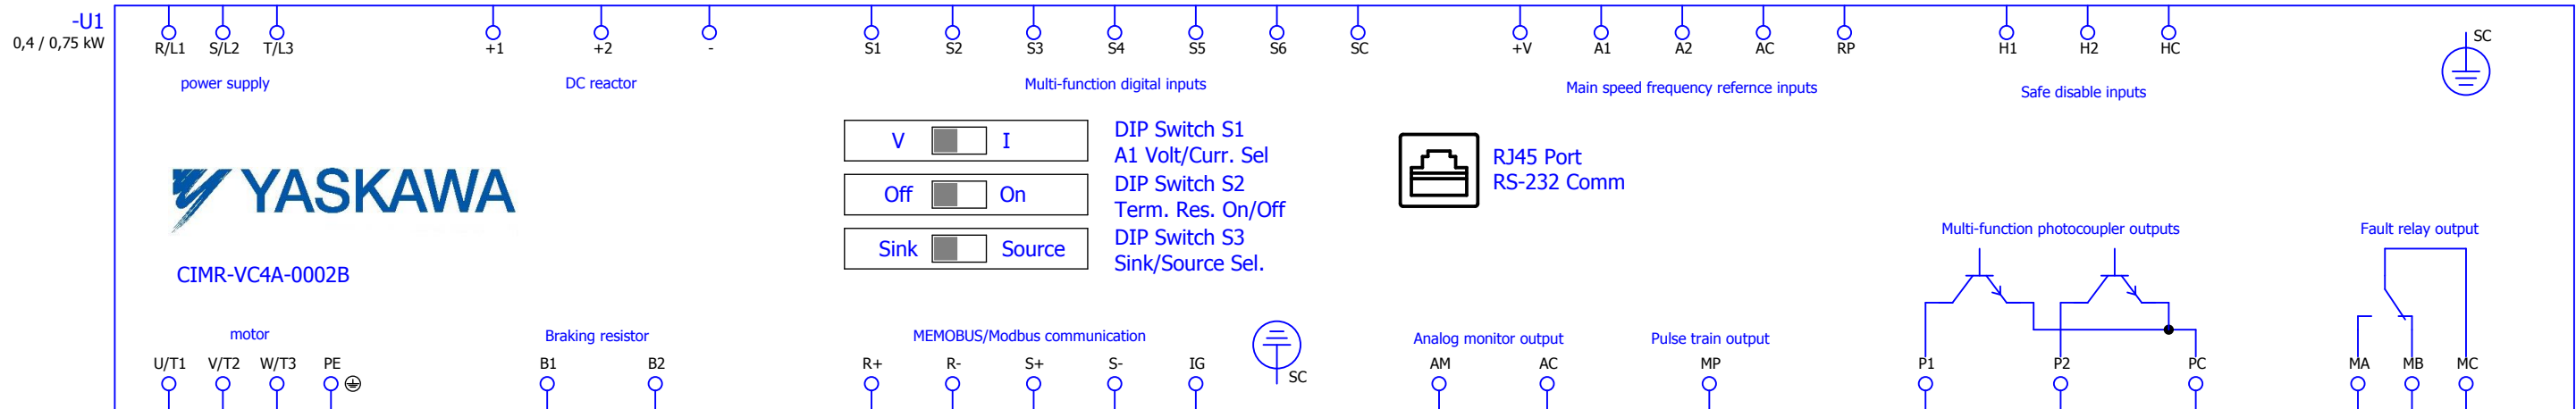 -U1
0,4 / 0,75 kW
R/L1 S/L2 T/L3 +1 +2 - S1 S2 S3 S4 S5 S6 SC +V A1 A2 AC RP H1 H2 HC SC
power supply DC reactor Multi-function digital inputs Main speed frequency refernce inputs Safe disable inputs
V I DIP Switch S1
A1 Volt/Curr. Sel
Off On DIP Switch S2
Term. Res. On/Off
Sink Source DIP Switch S3
Sink/Source Sel.
RJ45 Port
RS-232 Comm
YASKAWA
CIMR-VC4A-0002B
Multi-function photocoupler outputs Fault relay output
motor Braking resistor MEMOBUS/Modbus communication Analog monitor output Pulse train output
U/T1 V/T2 W/T3 PE B1 B2 R+ R- S+ S- IG SC AM AC MP P1 P2 PC MA MB MC